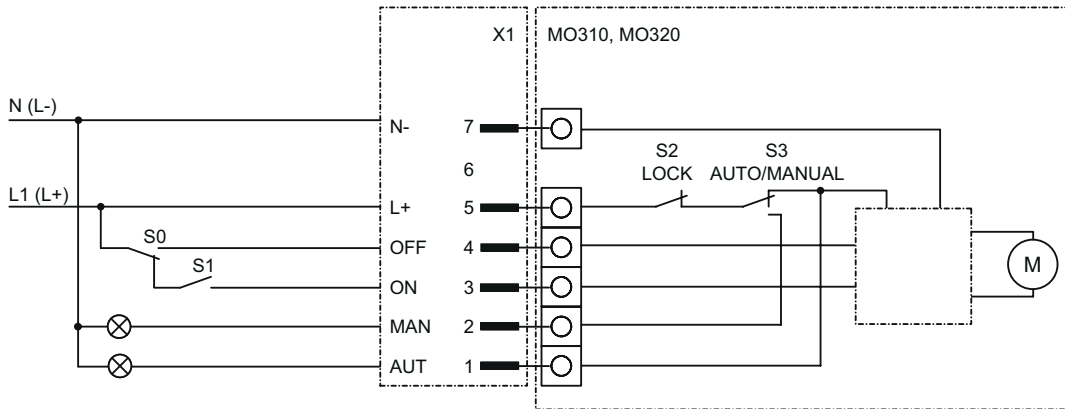 X1
MO310, MO320
N (L-)
N-
7
S2
LOCK
S3
AUTO/MANUAL
6
L1 (L+)
L+
5
S0
OFF
4
S1
ON
3
M
MAN
2
AUT
1